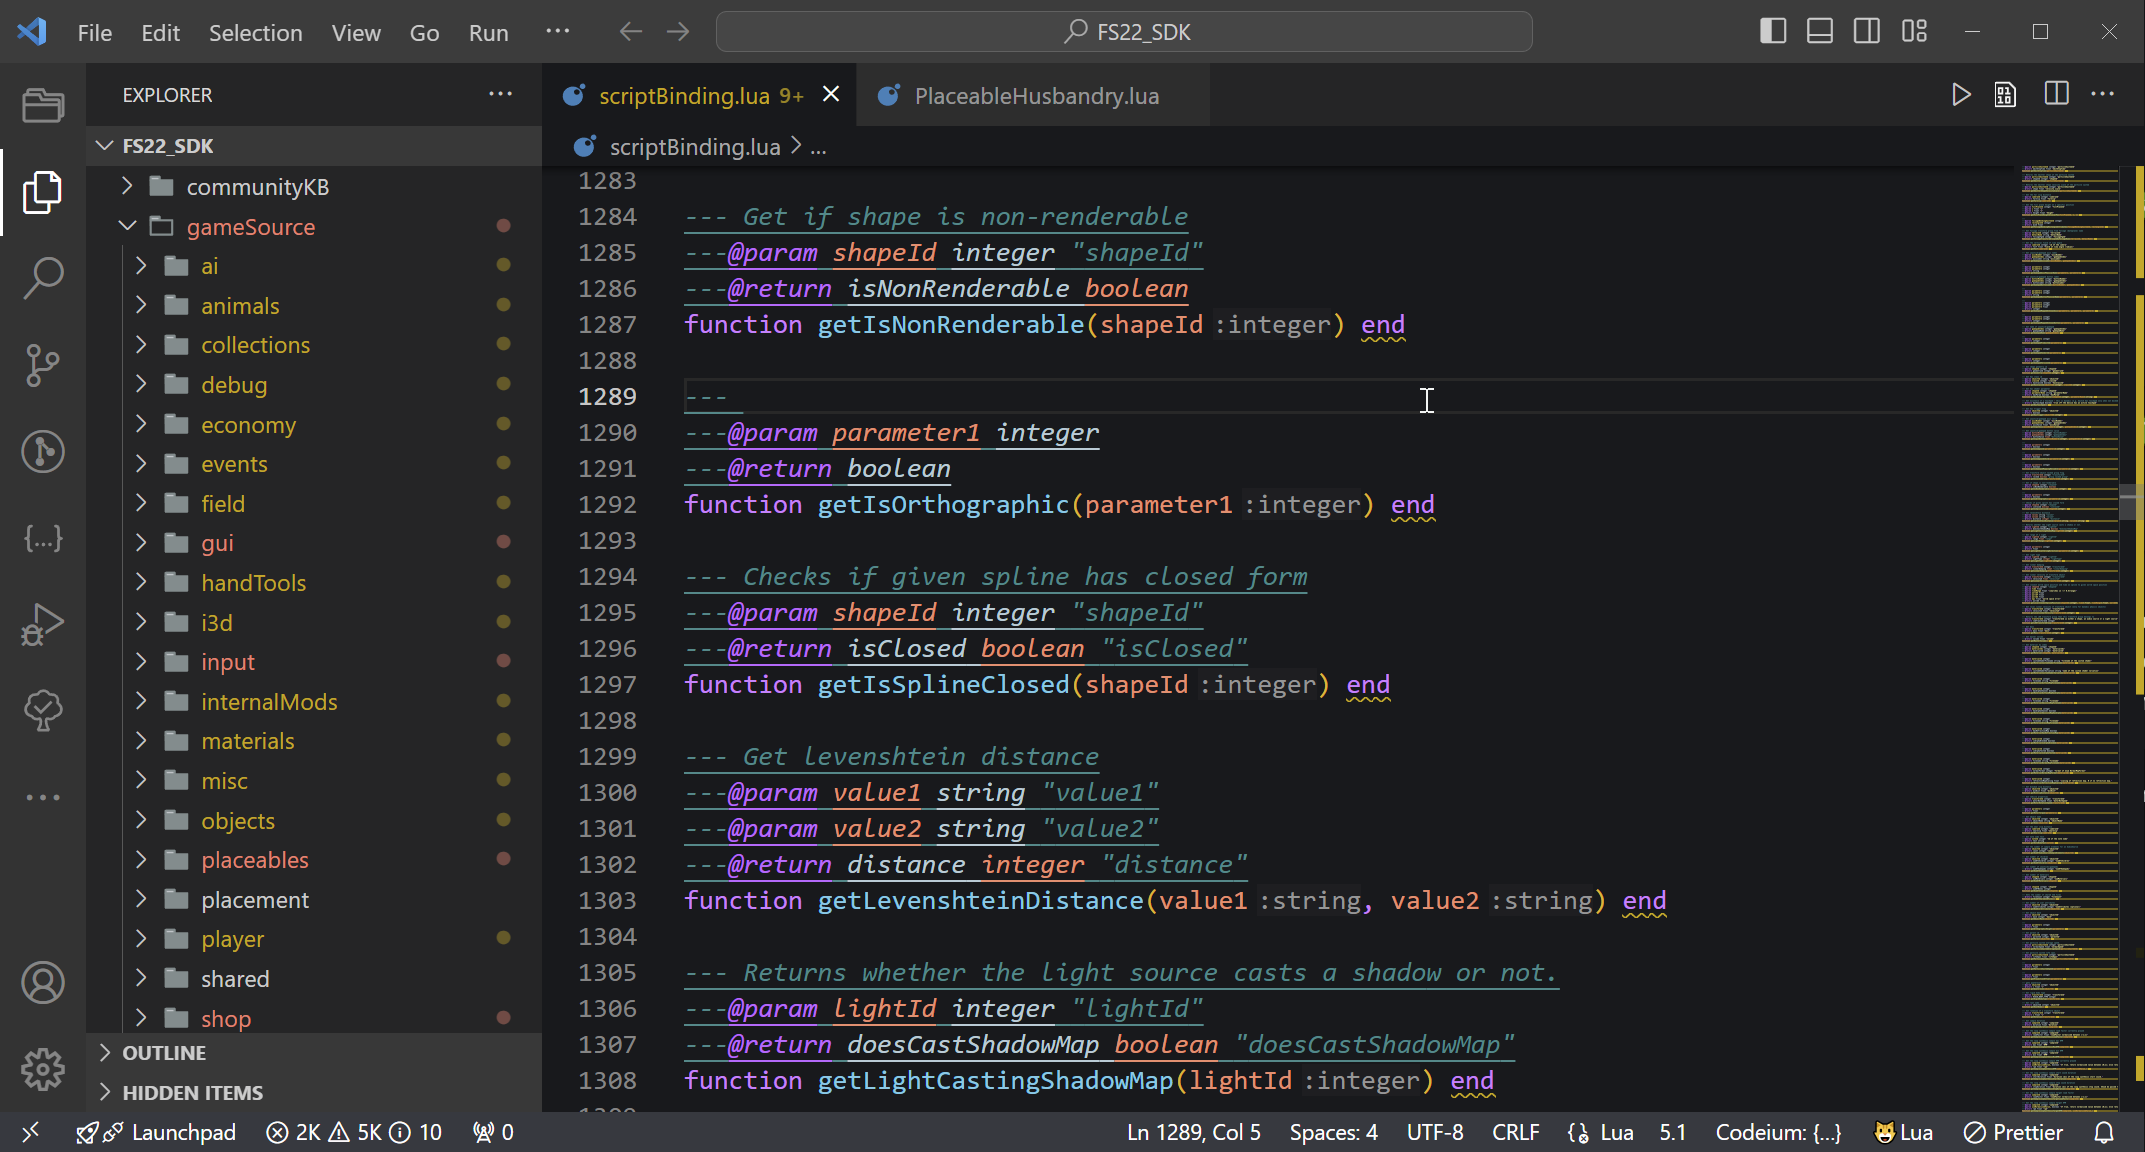 File Edit Selection View Go Run ···
FS22_SDK
EXPLORER ···
FS22_SDK
communityKB
gameSource
ai
animals
collections
debug
economy
events
field
gui
handTools
i3d
input
internalMods
materials
misc
objects
placeables
placement
player
shared
shop
OUTLINE
HIDDEN ITEMS
scriptBinding.lua 9+
PlaceableHusbandry.lua
scriptBinding.lua > ...
1283
1284 --- Get if shape is non-renderable
1285 ---@param shapeId integer "shapeId"
1286 ---@return isNonRenderable boolean
1287 function getIsNonRenderable(shapeId :integer) end
1288
1289 ---
1290 ---@param parameter1 integer
1291 ---@return boolean
1292 function getIsOrthographic(parameter1 :integer) end
1293
1294 --- Checks if given spline has closed form
1295 ---@param shapeId integer "shapeId"
1296 ---@return isClosed boolean "isClosed"
1297 function getIsSplineClosed(shapeId :integer) end
1298
1299 --- Get levenshtein distance
1300 ---@param value1 string "value1"
1301 ---@param value2 string "value2"
1302 ---@return distance integer "distance"
1303 function getLevenshteinDistance(value1 :string, value2 :string) end
1304
1305 --- Returns whether the light source casts a shadow or not.
1306 ---@param lightId integer "lightId"
1307 ---@return doesCastShadowMap boolean "doesCastShadowMap"
1308 function getLightCastingShadowMap(lightId :integer) end
Launchpad 2K 5K 10 0 Ln 1289, Col 5 Spaces: 4 UTF-8 CRLF Lua 5.1 Codeium: {...} Lua Prettier